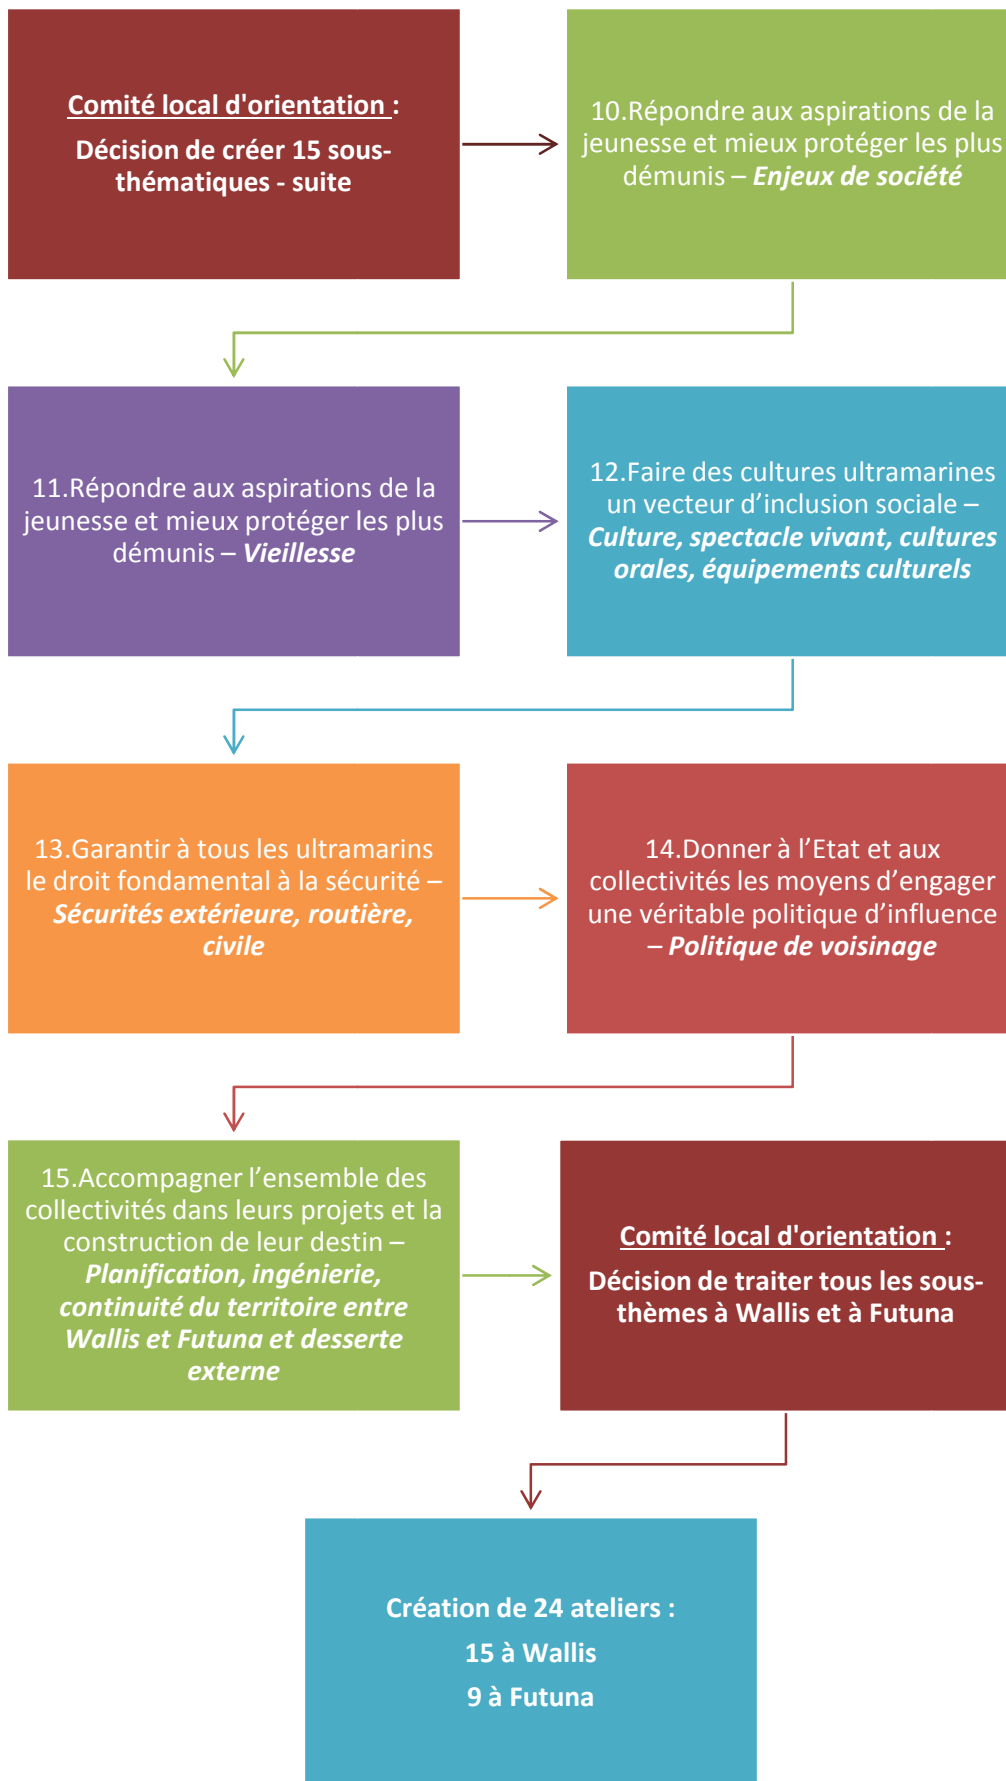 Comité local d'orientation :
Décision de créer 15 sous-
thématiques - suite
10.Répondre aux aspirations de la
jeunesse et mieux protéger les plus
démunis – Enjeux de société
11.Répondre aux aspirations de la
jeunesse et mieux protéger les plus
démunis – Vieillesse
12.Faire des cultures ultramarines
un vecteur d’inclusion sociale –
Culture, spectacle vivant, cultures
orales, équipements culturels
13.Garantir à tous les ultramarins
le droit fondamental à la sécurité –
Sécurités extérieure, routière,
civile
14.Donner à l’Etat et aux
collectivités les moyens d’engager
une véritable politique d’influence
– Politique de voisinage
15.Accompagner l’ensemble des
collectivités dans leurs projets et la
construction de leur destin –
Planification, ingénierie,
continuité du territoire entre
Wallis et Futuna et desserte
externe
Comité local d'orientation :
Décision de traiter tous les sous-
thèmes à Wallis et à Futuna
Création de 24 ateliers :
15 à Wallis
9 à Futuna